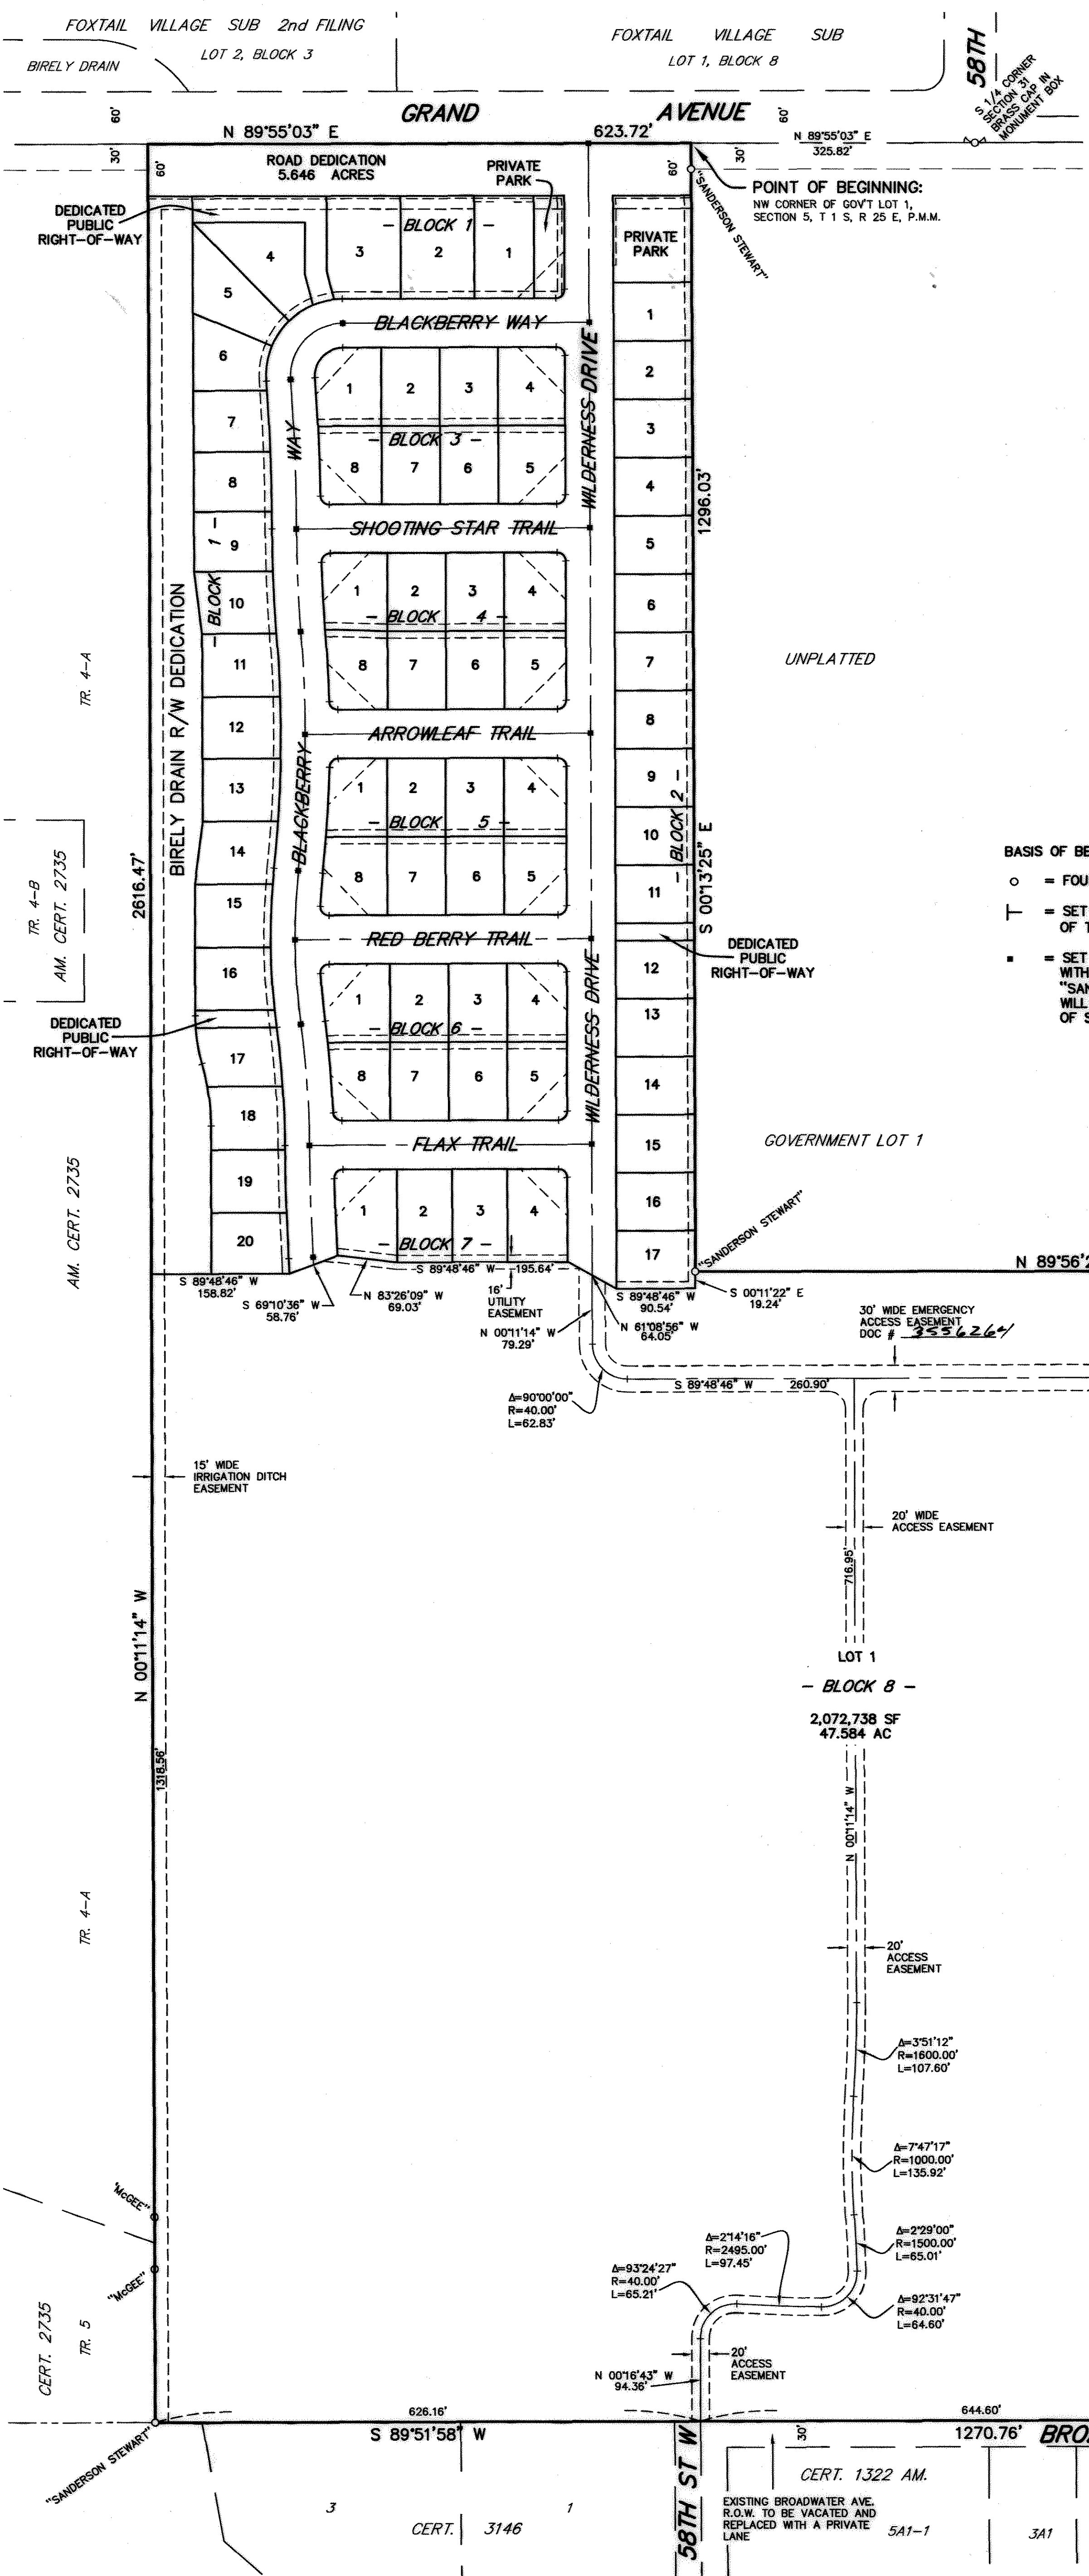 FOXTAIL VILLAGE SUB 2nd FILING
LOT 2, BLOCK 3
BIRELY DRAIN
FOXTAIL VILLAGE SUB
LOT 1, BLOCK 8
58TH
S 1/4 CORNER
SECTION 31
BRASS CAP IN
MONUMENT BOX
60'
GRAND AVENUE
60'
N 89°55'03" E
623.72'
N 89°55'03" E
325.82'
30'
60'
ROAD DEDICATION
5.646 ACRES
PRIVATE
PARK
60'
30'
"SANDERSON STEWART"
POINT OF BEGINNING:
NW CORNER OF GOV'T LOT 1,
SECTION 5, T 1 S, R 25 E, P.M.M.
DEDICATED
PUBLIC
RIGHT-OF-WAY
- BLOCK 1 -
4
3
2
1
5
6
PRIVATE
PARK
BLACKBERRY WAY
WILDERNESS DRIVE
1
2
3
4
5
6
7
8
9
10
11
- BLOCK 2 -
12
13
14
15
16
17
7
8
9
10
11
12
13
14
15
16
17
18
19
20
BLOCK 1 -
WAY
1
2
3
4
- BLOCK 3 -
8
7
6
5
SHOOTING STAR TRAIL
1
2
3
4
- BLOCK 4 -
8
7
6
5
ARROWLEAF TRAIL
BLACKBERRY
1
2
3
4
- BLOCK 5 -
8
7
6
5
RED BERRY TRAIL
WILDERNESS DRIVE
1
2
3
4
- BLOCK 6 -
8
7
6
5
FLAX TRAIL
1
2
3
4
- BLOCK 7 -
1296.03'
S 00°13'25" E
UNPLATTED
TR. 4-A
BIRELY DRAIN R/W DEDICATION
2616.47'
TR. 4-B
AM. CERT. 2735
BASIS OF BE
= FOU
= SET
OF T
= SET
WITH
"SAN
WILL
OF S
DEDICATED
PUBLIC
RIGHT-OF-WAY
DEDICATED
PUBLIC
RIGHT-OF-WAY
AM. CERT. 2735
GOVERNMENT LOT 1
"SANDERSON STEWART"
N 89°56'2
S 89°48'46" W
158.82'
S 69°10'36" W
58.76'
N 83°26'09" W
69.03'
S 89°48'46" W
195.64'
16'
UTILITY
EASEMENT
N 00°11'14" W
79.29'
S 89°48'46" W
90.54'
N 61°08'56" W
64.05'
S 00°11'22" E
19.24'
30' WIDE EMERGENCY
ACCESS EASEMENT
DOC # 3556264
Δ=90°00'00"
R=40.00'
L=62.83'
S 89°48'46" W
260.90'
15' WIDE
IRRIGATION DITCH
EASEMENT
20' WIDE
ACCESS EASEMENT
716.95'
N 00°11'14" W
1318.56'
LOT 1
- BLOCK 8 -
2,072,738 SF
47.584 AC
N 00°11'14" W
TR. 4-A
20'
ACCESS
EASEMENT
Δ=3°51'12"
R=1600.00'
L=107.60'
Δ=7°47'17"
R=1000.00'
L=135.92'
Δ=2°29'00"
R=1500.00'
L=65.01'
Δ=2°14'16"
R=2495.00'
L=97.45'
Δ=93°24'27"
R=40.00'
L=65.21'
Δ=92°31'47"
R=40.00'
L=64.60'
"McGEE"
"McGEE"
CERT. 2735
TR. 5
20'
ACCESS
EASEMENT
N 00°16'43" W
94.36'
626.16'
644.60'
S 89°51'58" W
1270.76'
BRO
"SANDERSON STEWART"
58TH ST W
30'
CERT. 1322 AM.
EXISTING BROADWATER AVE.
R.O.W. TO BE VACATED AND
REPLACED WITH A PRIVATE
LANE
3
1
CERT. 3146
5A1-1
3A1